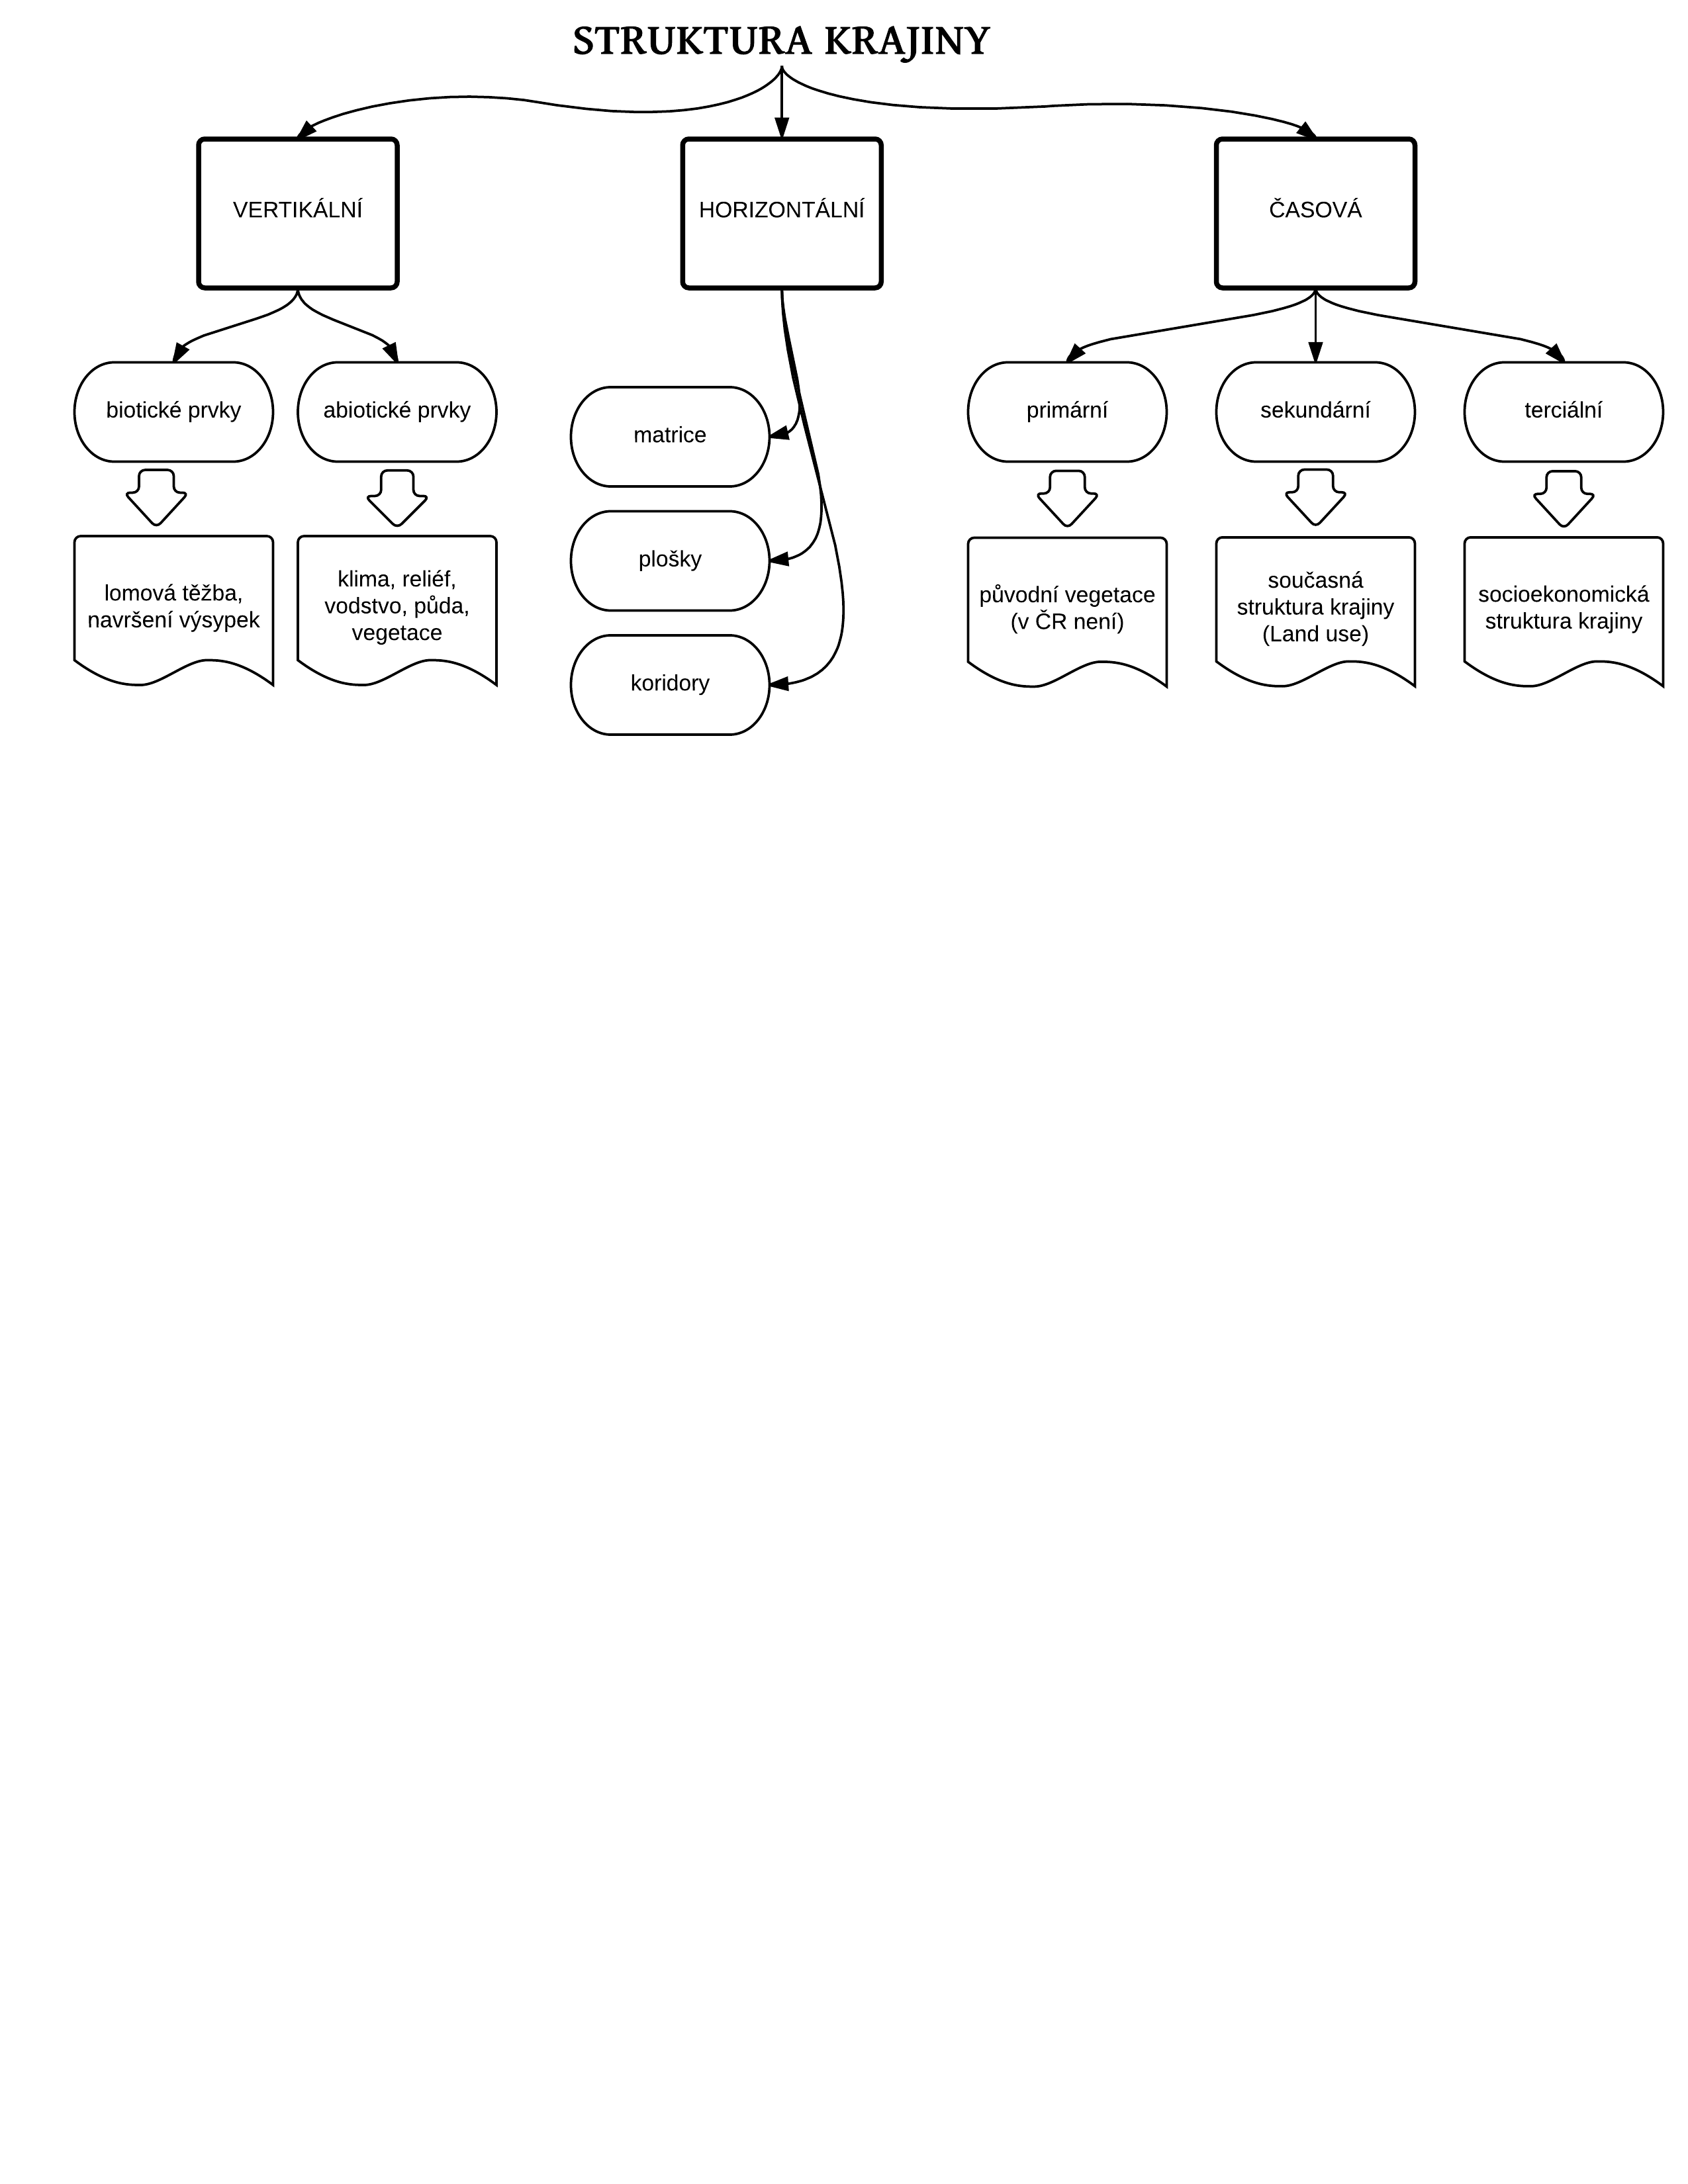 STRUKTURA KRAJINY
VERTIKÁLNÍ
HORIZONTÁLNÍ
ČASOVÁ
biotické prvky
abiotické prvky
matrice
plošky
koridory
primární
sekundární
terciální
lomová těžba,
navršení výsypek
klima, reliéf,
vodstvo, půda,
vegetace
původní vegetace
(v ČR není)
současná
struktura krajiny
(Land use)
socioekonomická
struktura krajiny